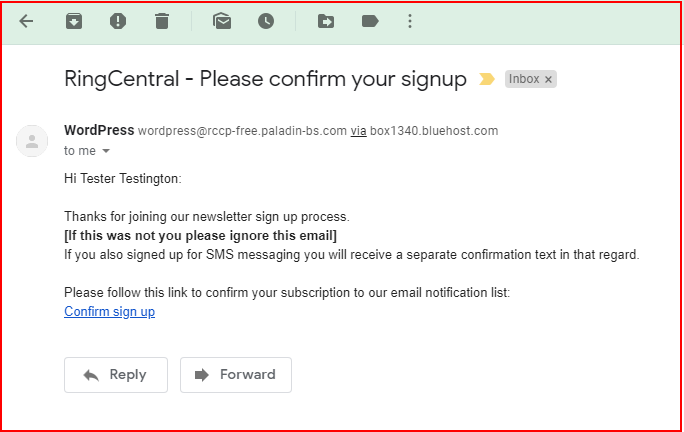 RingCentral - Please confirm your signup Inbox x
WordPress wordpress@rccp-free.paladin-bs.com via box1340.bluehost.com
to me
Hi Tester Testington:
Thanks for joining our newsletter sign up process.
[If this was not you please ignore this email]
If you also signed up for SMS messaging you will receive a separate confirmation text in that regard.
Please follow this link to confirm your subscription to our email notification list:
Confirm sign up
Reply Forward